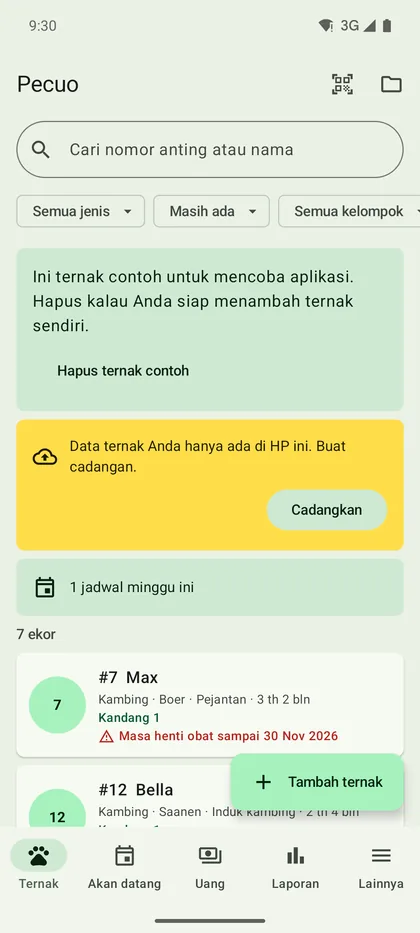 9:30
3G
Pecuo
Cari nomor anting atau nama
Semua jenis
Masih ada
Semua kelompok
Ini ternak contoh untuk mencoba aplikasi.
Hapus kalau Anda siap menambah ternak
sendiri.
Hapus ternak contoh
Data ternak Anda hanya ada di HP ini. Buat
cadangan.
Cadangkan
1 jadwal minggu ini
7 ekor
7
#7 Max
Kambing · Boer · Pejantan · 3 th 2 bln
Kandang 1
Masa henti obat sampai 30 Nov 2026
12
#12 Bella
Kambing · Saanen · Induk kambing · 2 th 4 bln
Tambah ternak
Ternak
Akan datang
Uang
Laporan
Lainnya